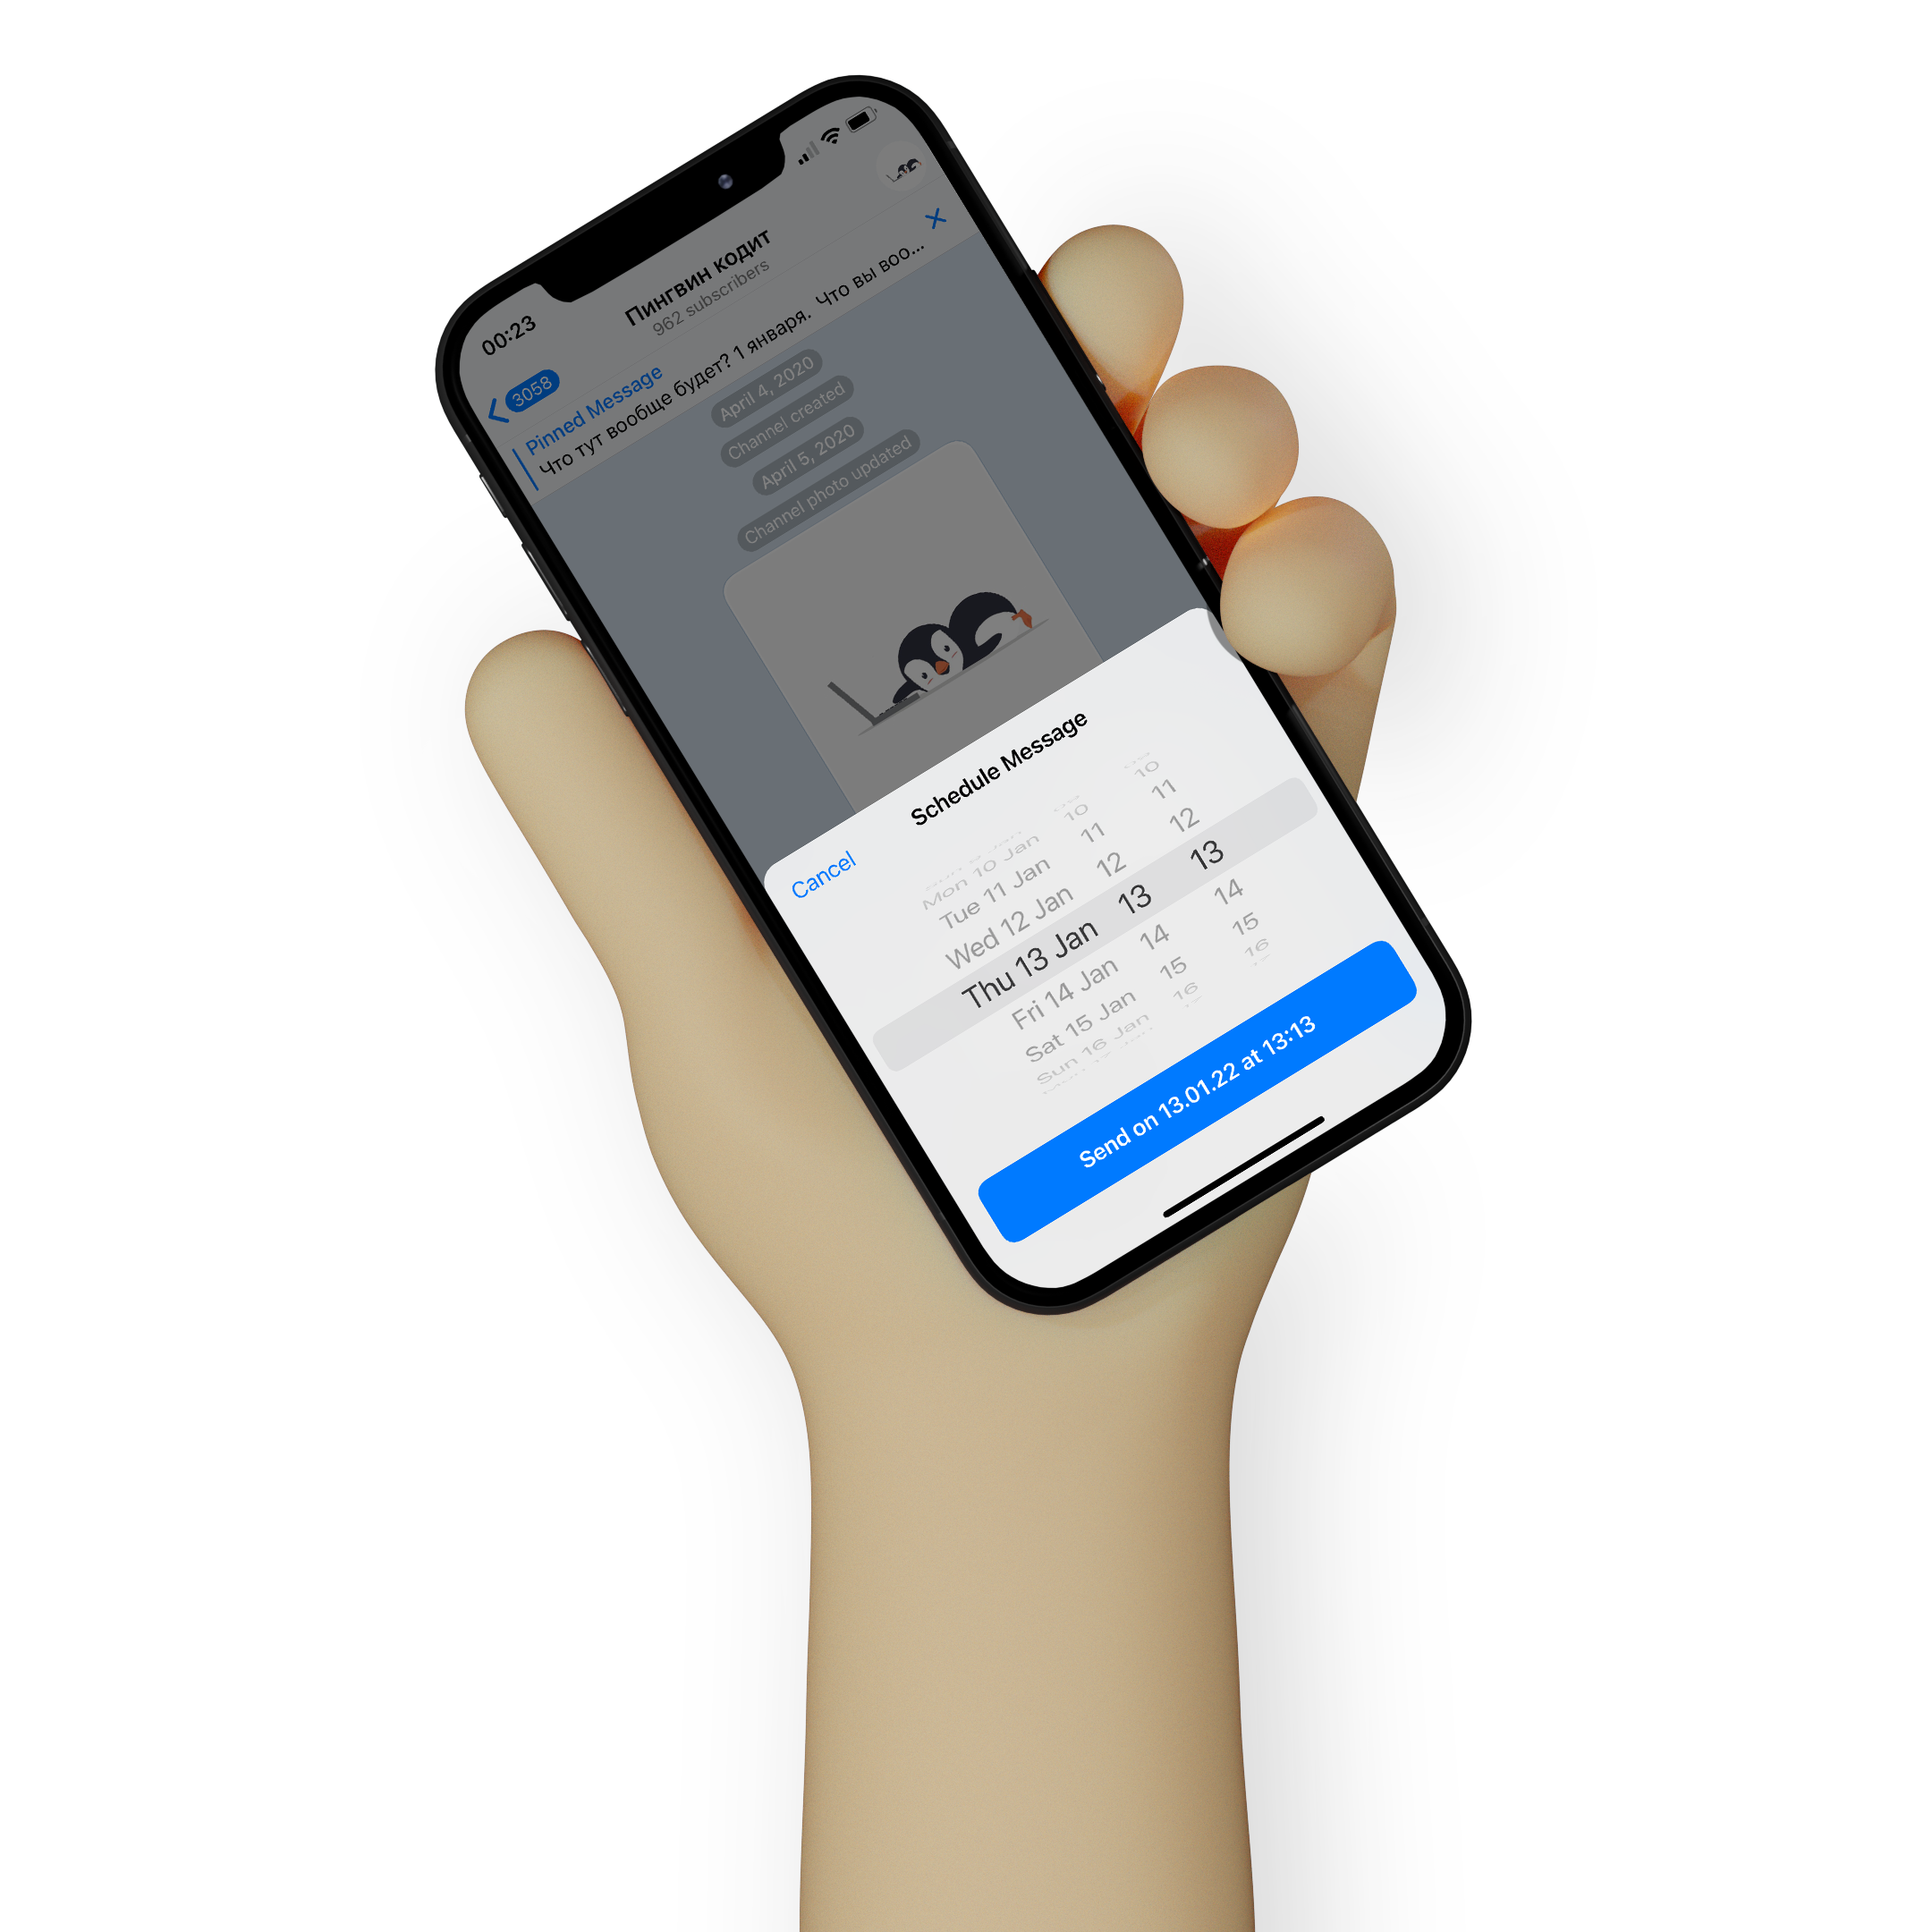 00:23
3058
Пингвин кодит
962 subscribers
Pinned Message
Что тут вообще будет? 1 января. Что вы воо...
April 4, 2020
Channel created
April 5, 2020
Channel photo updated
Cancel
Schedule Message
Mon 10 Jan 10 10
Tue 11 Jan 11 11
Wed 12 Jan 12 12
Thu 13 Jan 13 13
Fri 14 Jan 14 14
Sat 15 Jan 15 15
Sun 16 Jan 16 16
Send on 13.01.22 at 13:13